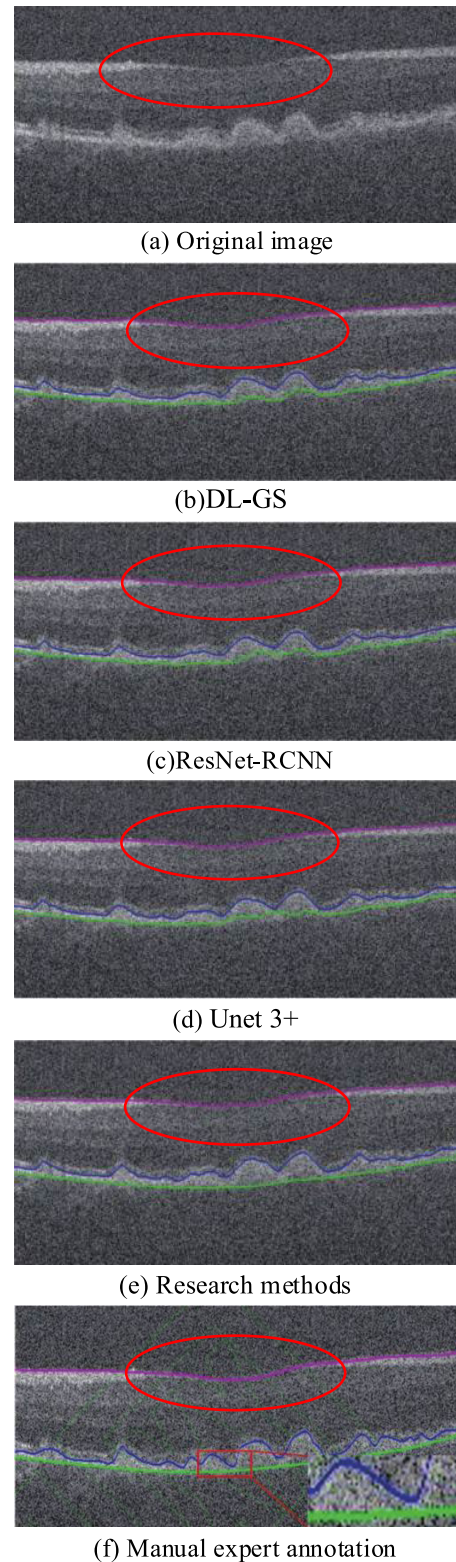 (a) Original image
(b)DL-GS
(c)ResNet-RCNN
(d) Unet 3+
(e) Research methods
(f) Manual expert annotation